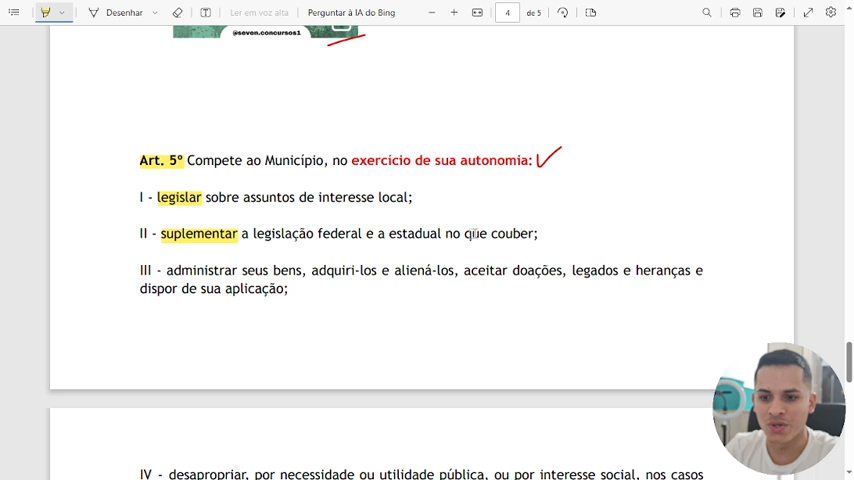 Desenhar
Ler em voz alta
Perguntar à IA do Bing
4
de 5
@seven.concursos1
Art. 5º Compete ao Município, no exercício de sua autonomia:
I - legislar sobre assuntos de interesse local;
II - suplementar a legislação federal e a estadual no que couber;
III - administrar seus bens, adquiri-los e aliená-los, aceitar doações, legados e heranças e
dispor de sua aplicação;
IV - desapropriar, por necessidade ou utilidade pública, ou por interesse social, nos casos